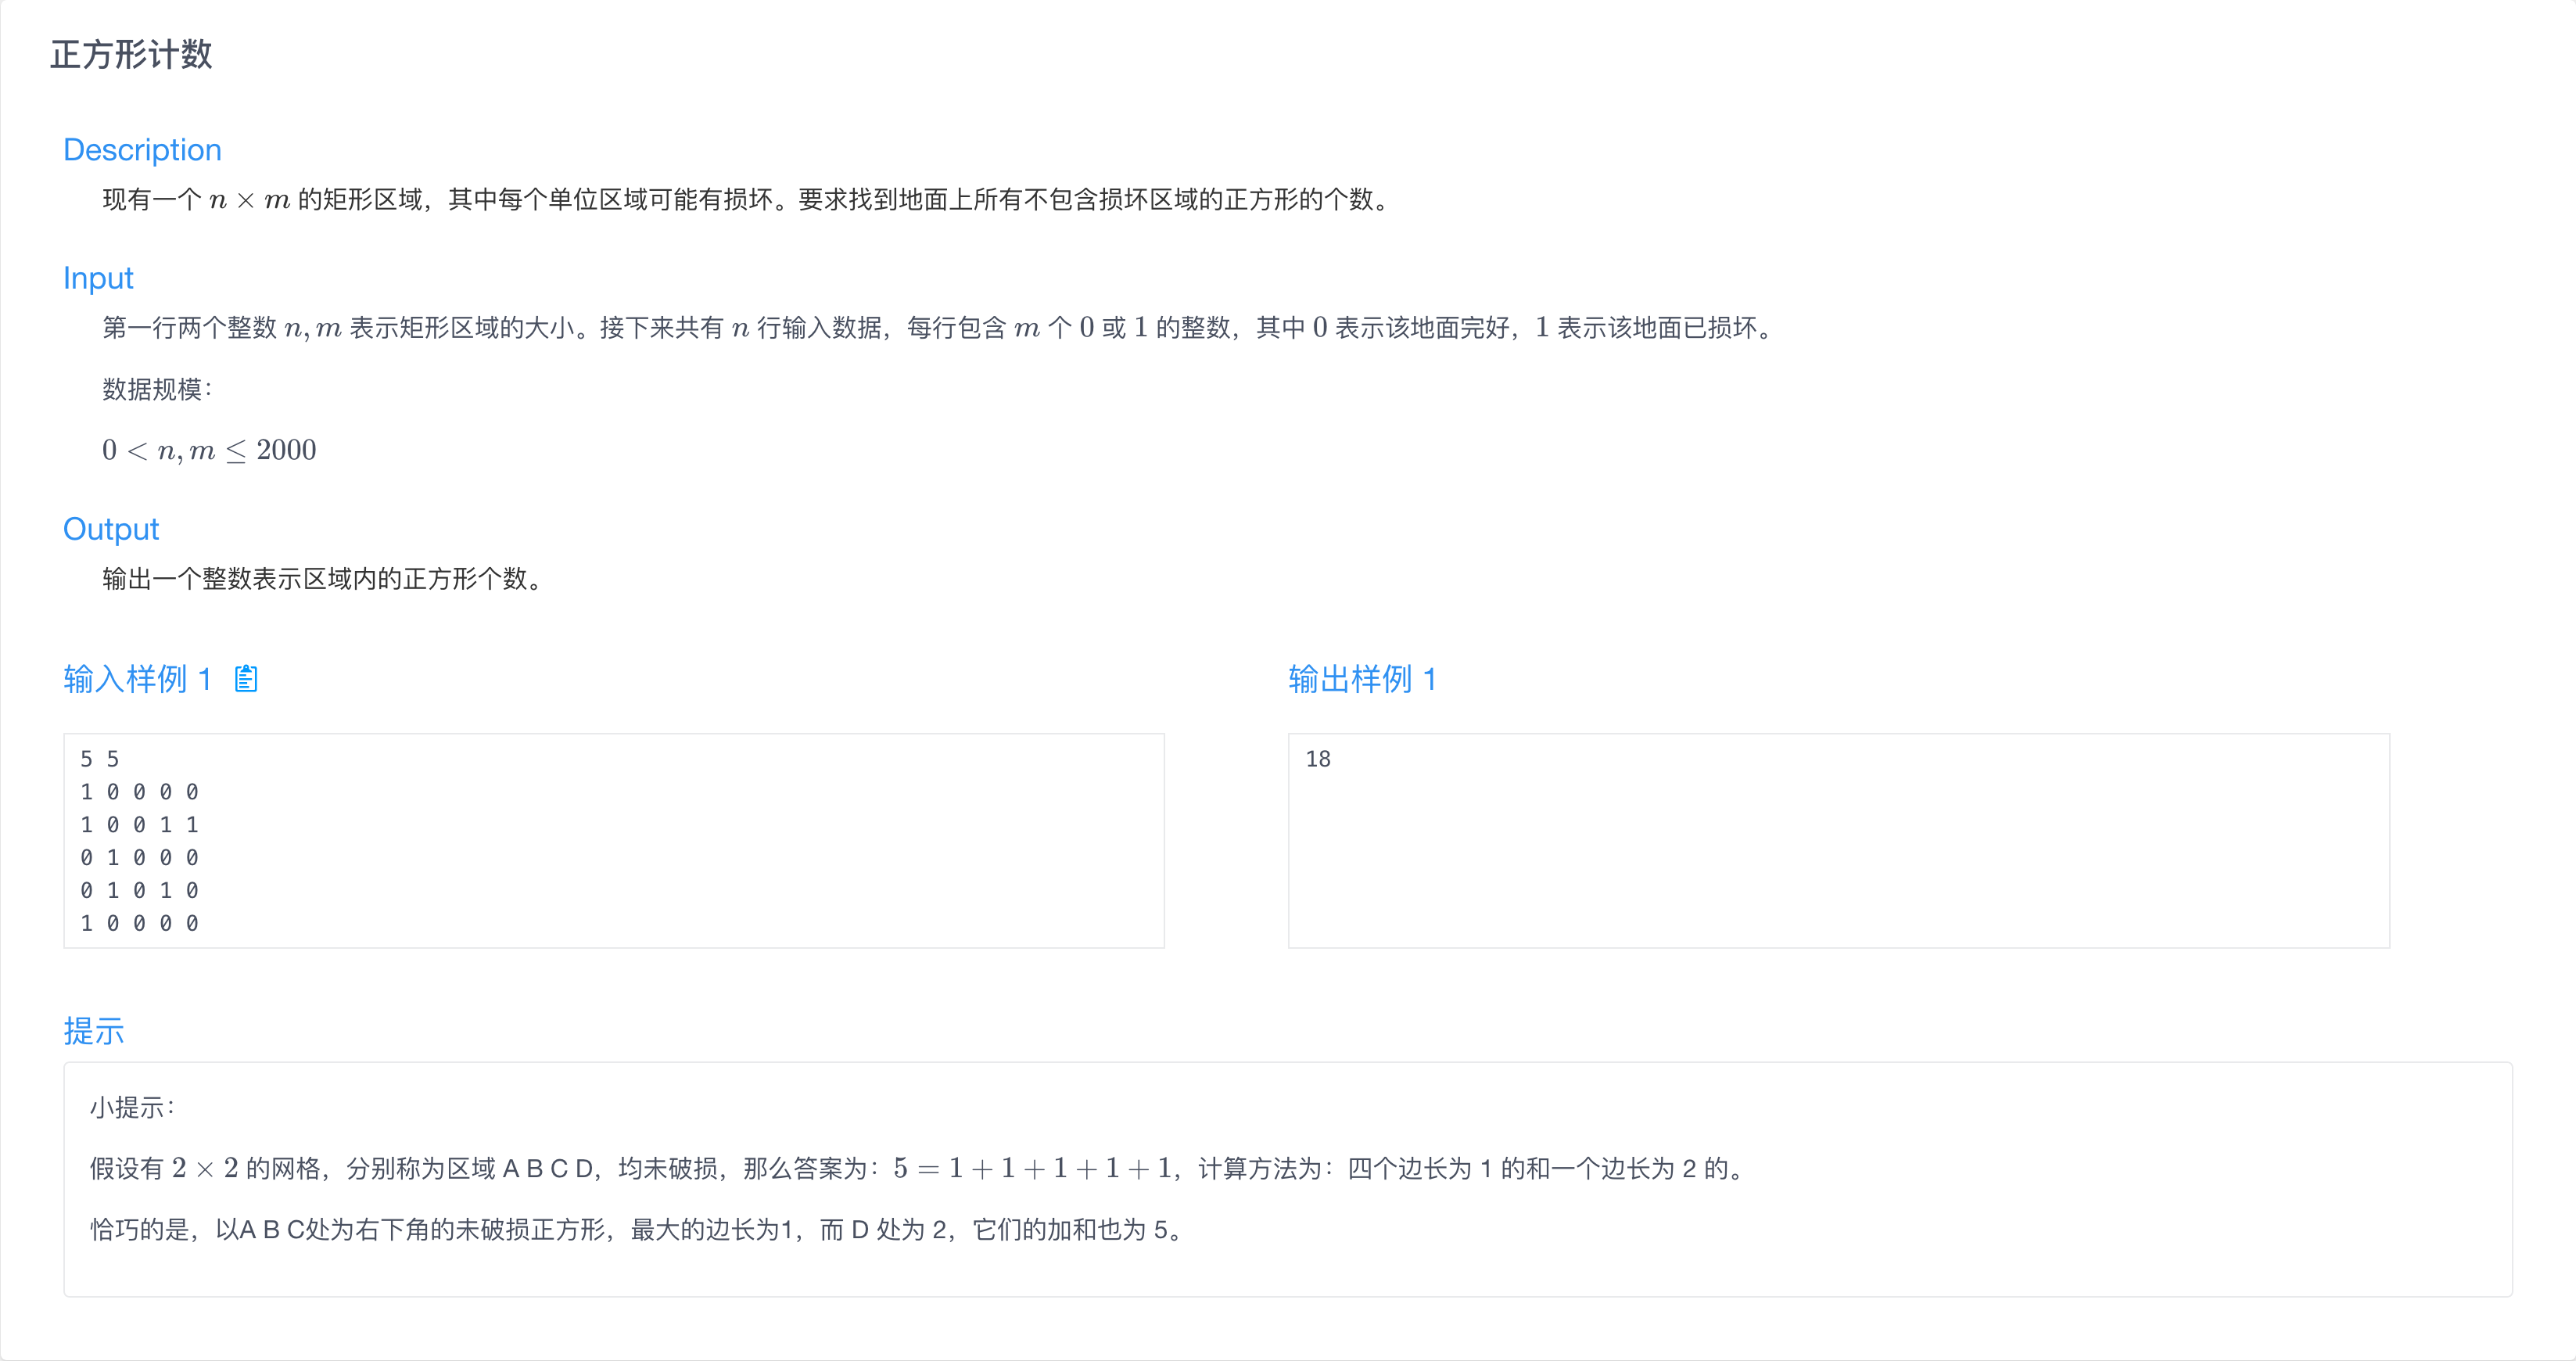 正方形计数
Description
现有一个 n × m 的矩形区域，其中每个单位区域可能有损坏。要求找到地面上所有不包含损坏区域的正方形的个数。
Input
第一行两个整数 n, m 表示矩形区域的大小。接下来共有 n 行输入数据，每行包含 m 个 0 或 1 的整数，其中 0 表示该地面完好，1 表示该地面已损坏。
数据规模：
0 < n, m ≤ 2000
Output
输出一个整数表示区域内的正方形个数。
输入样例 1
5 5
1 0 0 0 0
1 0 0 1 1
0 1 0 0 0
0 1 0 1 0
1 0 0 0 0
输出样例 1
18
提示
小提示：
假设有 2 × 2 的网格，分别称为区域 A B C D，均未破损，那么答案为：5 = 1 + 1 + 1 + 1 + 1，计算方法为：四个边长为 1 的和一个边长为 2 的。
恰巧的是，以A B C处为右下角的未破损正方形，最大的边长为1，而 D 处为 2，它们的加和也为 5。